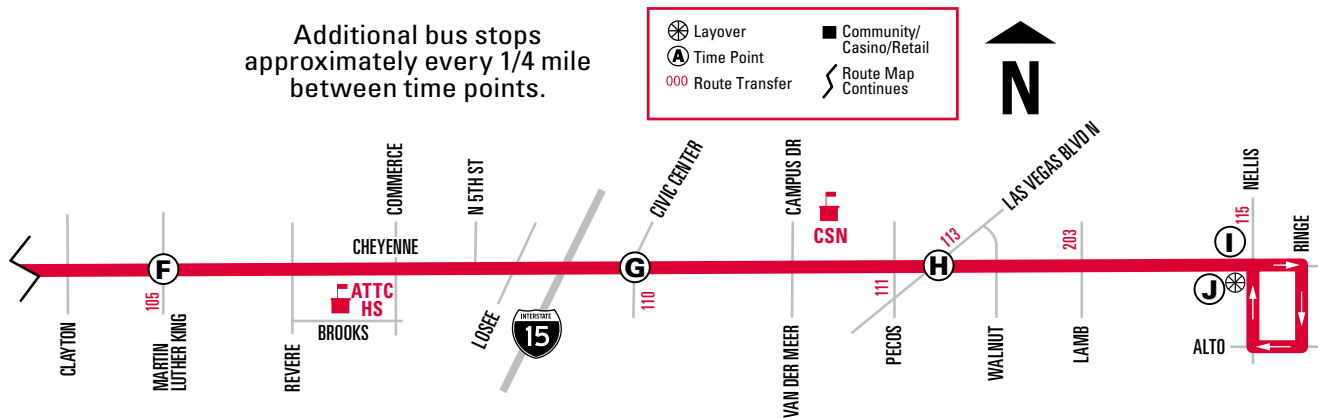 Additional bus stops
approximately every 1/4 mile
between time points.
Layover
A Time Point
000 Route Transfer
Community/
Casino/Retail
Route Map
Continues
N
COMMERCE
N 5TH ST
CIVIC CENTER
CAMPUS DR
LAS VEGAS BLVD N
NELLIS
115
RINGE
CSN
CHEYENNE
113
203
I
F
G
H
105
ATTC
HS
110
111
J
BROOKS
LOSEE
INTERSTATE
15
ALTO
CLAYTON
MARTIN
LUTHER KING
REVERE
VAN DER MEER
PECOS
WALNUT
LAMB